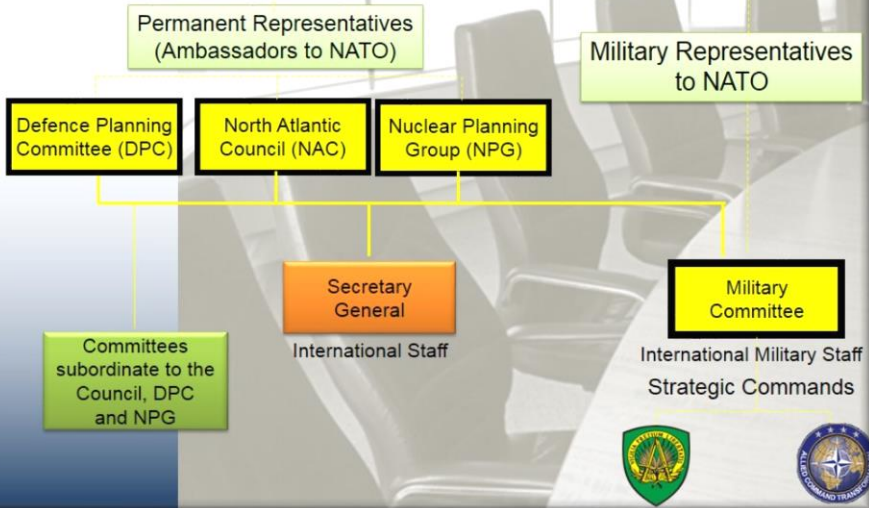 Permanent Representatives
(Ambassadors to NATO)
Military Representatives
to NATO
Defence Planning
Committee (DPC)
North Atlantic
Council (NAC)
Nuclear Planning
Group (NPG)
Secretary
General
International Staff
Military
Committee
International Military Staff
Strategic Commands
Committees
subordinate to the
Council, DPC
and NPG
ALLIED COMMAND